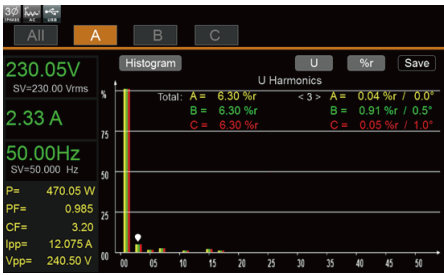 3Ø
1PHASE AC USB
All A B C
230.05V
SV=230.00 Vrms
2.33 A
50.00Hz
SV=50.000 Hz
P= 470.05 W
PF= 0.985
CF= 3.20
Ipp= 12.075 A
Vpp= 240.50 V
Histogram U %r Save
U Harmonics
Total: A = 6.30 %r < 3 > A = 0.04 %r / 0.0°
B = 6.30 %r B = 0.91 %r / 0.5°
C = 6.30 %r C = 0.05 %r / 1.0°
%
75
50
25
00
00 05 10 15 20 25 30 35 40 45 50